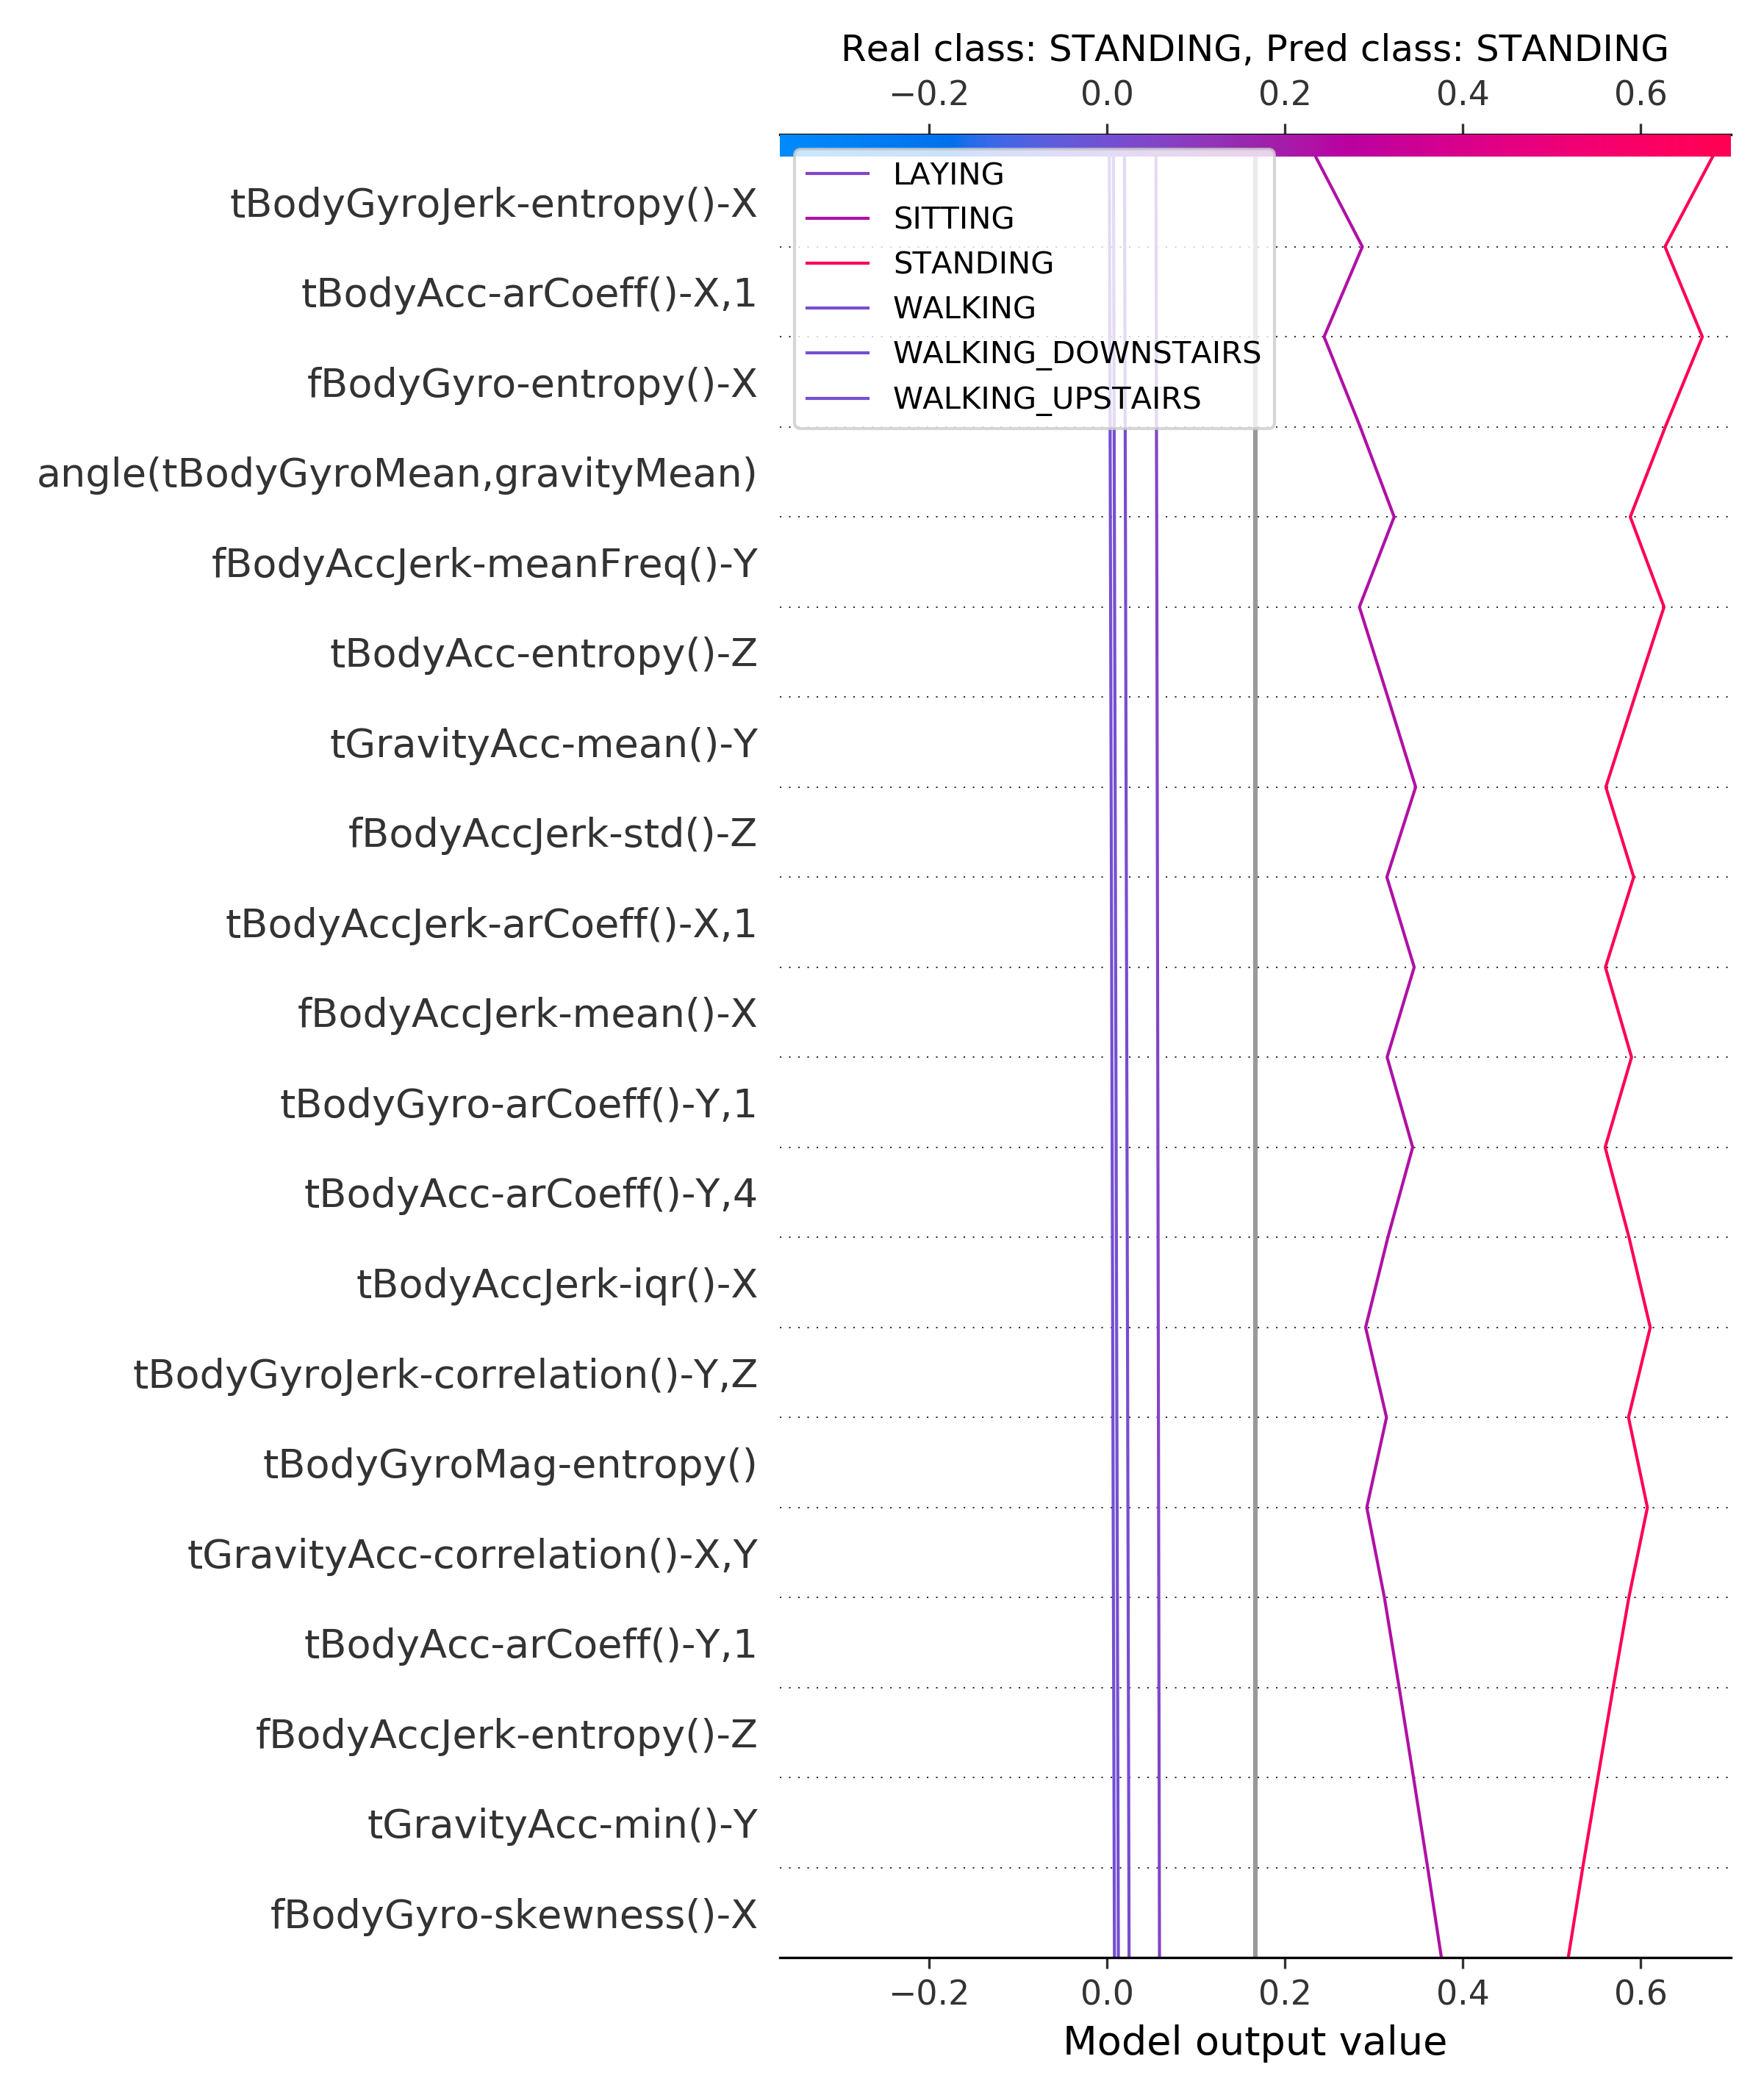 Real class: STANDING, Pred class: STANDING
−0.2 0.0 0.2 0.4 0.6
LAYING
SITTING
STANDING
WALKING
WALKING_DOWNSTAIRS
WALKING_UPSTAIRS
tBodyGyroJerk-entropy()-X
tBodyAcc-arCoeff()-X,1
fBodyGyro-entropy()-X
angle(tBodyGyroMean,gravityMean)
fBodyAccJerk-meanFreq()-Y
tBodyAcc-entropy()-Z
tGravityAcc-mean()-Y
fBodyAccJerk-std()-Z
tBodyAccJerk-arCoeff()-X,1
fBodyAccJerk-mean()-X
tBodyGyro-arCoeff()-Y,1
tBodyAcc-arCoeff()-Y,4
tBodyAccJerk-iqr()-X
tBodyGyroJerk-correlation()-Y,Z
tBodyGyroMag-entropy()
tGravityAcc-correlation()-X,Y
tBodyAcc-arCoeff()-Y,1
fBodyAccJerk-entropy()-Z
tGravityAcc-min()-Y
fBodyGyro-skewness()-X
−0.2 0.0 0.2 0.4 0.6
Model output value